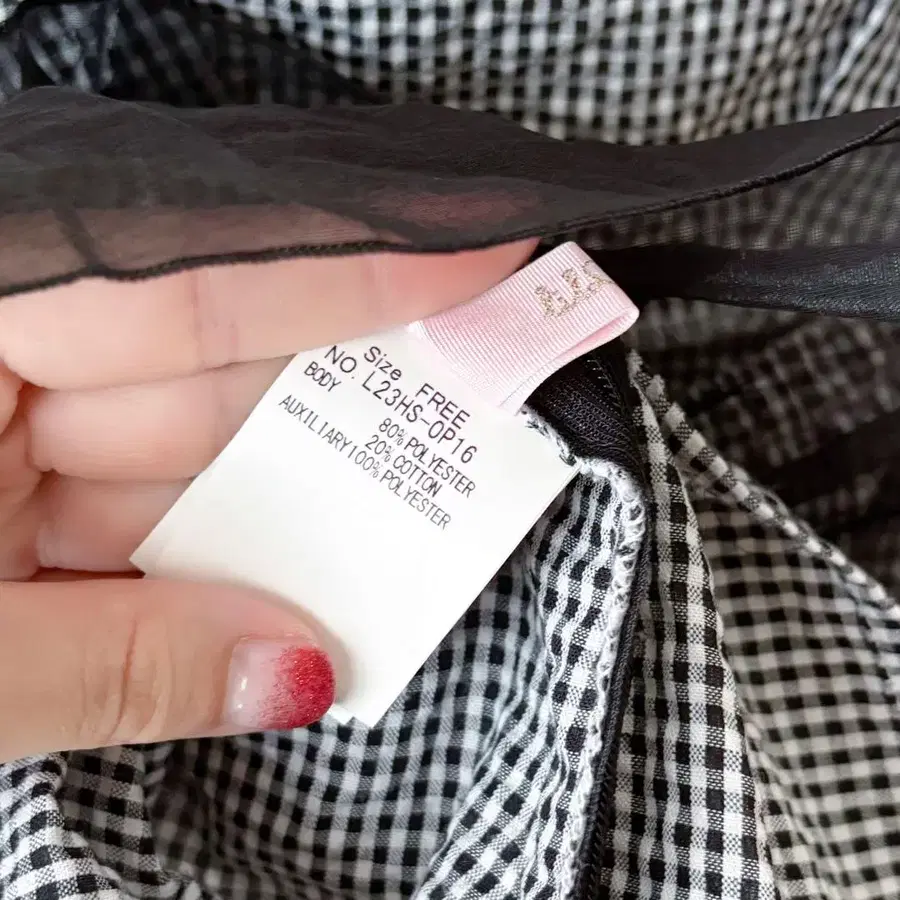 Size FREE
NO. L23HS-OP16
BODY 80% POLYESTER
20% COTTON
AUXILIARY100% POLYESTER